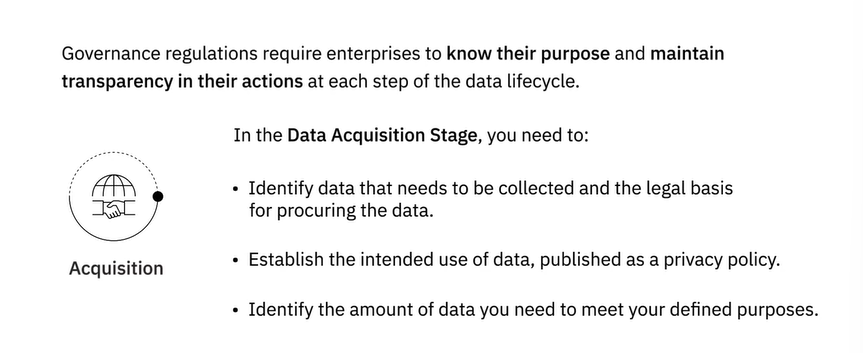 Governance regulations require enterprises to know their purpose and maintain
transparency in their actions at each step of the data lifecycle.
In the Data Acquisition Stage, you need to:
• Identify data that needs to be collected and the legal basis
for procuring the data.
• Establish the intended use of data, published as a privacy policy.
• Identify the amount of data you need to meet your defined purposes.
Acquisition